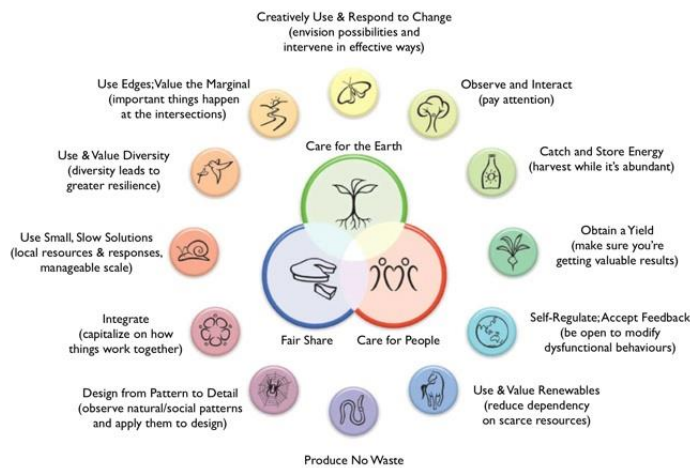 Creatively Use & Respond to Change
(envision possibilities and
intervene in effective ways)
Use Edges; Value the Marginal
(important things happen
at the intersections)
Observe and Interact
(pay attention)
Care for the Earth
Use & Value Diversity
(diversity leads to
greater resilience)
Catch and Store Energy
(harvest while it's abundant)
Use Small, Slow Solutions
(local resources & responses,
manageable scale)
Obtain a Yield
(make sure you're
getting valuable results)
Integrate
(capitalize on how
things work together)
Fair Share
Care for People
Self-Regulate; Accept Feedback
(be open to modify
dysfunctional behaviours)
Design from Pattern to Detail
(observe natural/social patterns
and apply them to design)
Use & Value Renewables
(reduce dependency
on scarce resources)
Produce No Waste